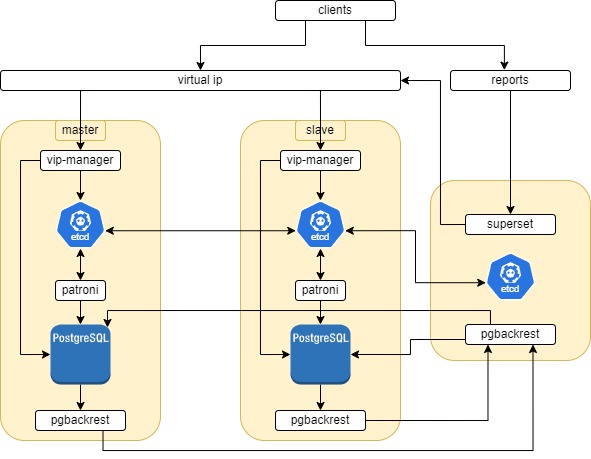 clients
virtual ip
reports
master
slave
vip-manager
vip-manager
etcd
etcd
superset
etcd
patroni
patroni
PostgreSQL
PostgreSQL
pgbackrest
pgbackrest
pgbackrest